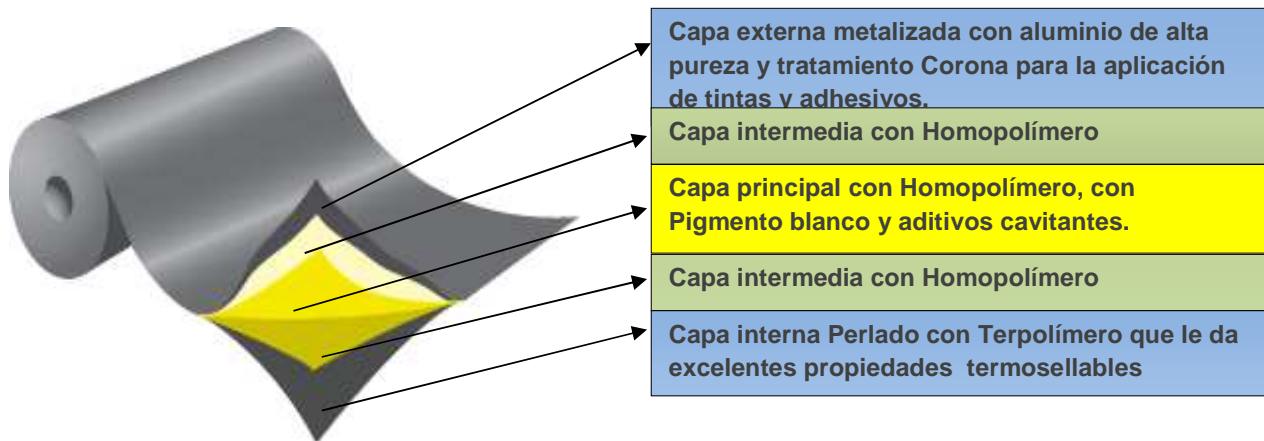 Capa externa metalizada con aluminio de alta
pureza y tratamiento Corona para la aplicación
de tintas y adhesivos.
Capa intermedia con Homopolímero
Capa principal con Homopolímero, con
Pigmento blanco y aditivos cavitantes.
Capa intermedia con Homopolímero
Capa interna Perlado con Terpolímero que le da
excelentes propiedades  termosellables